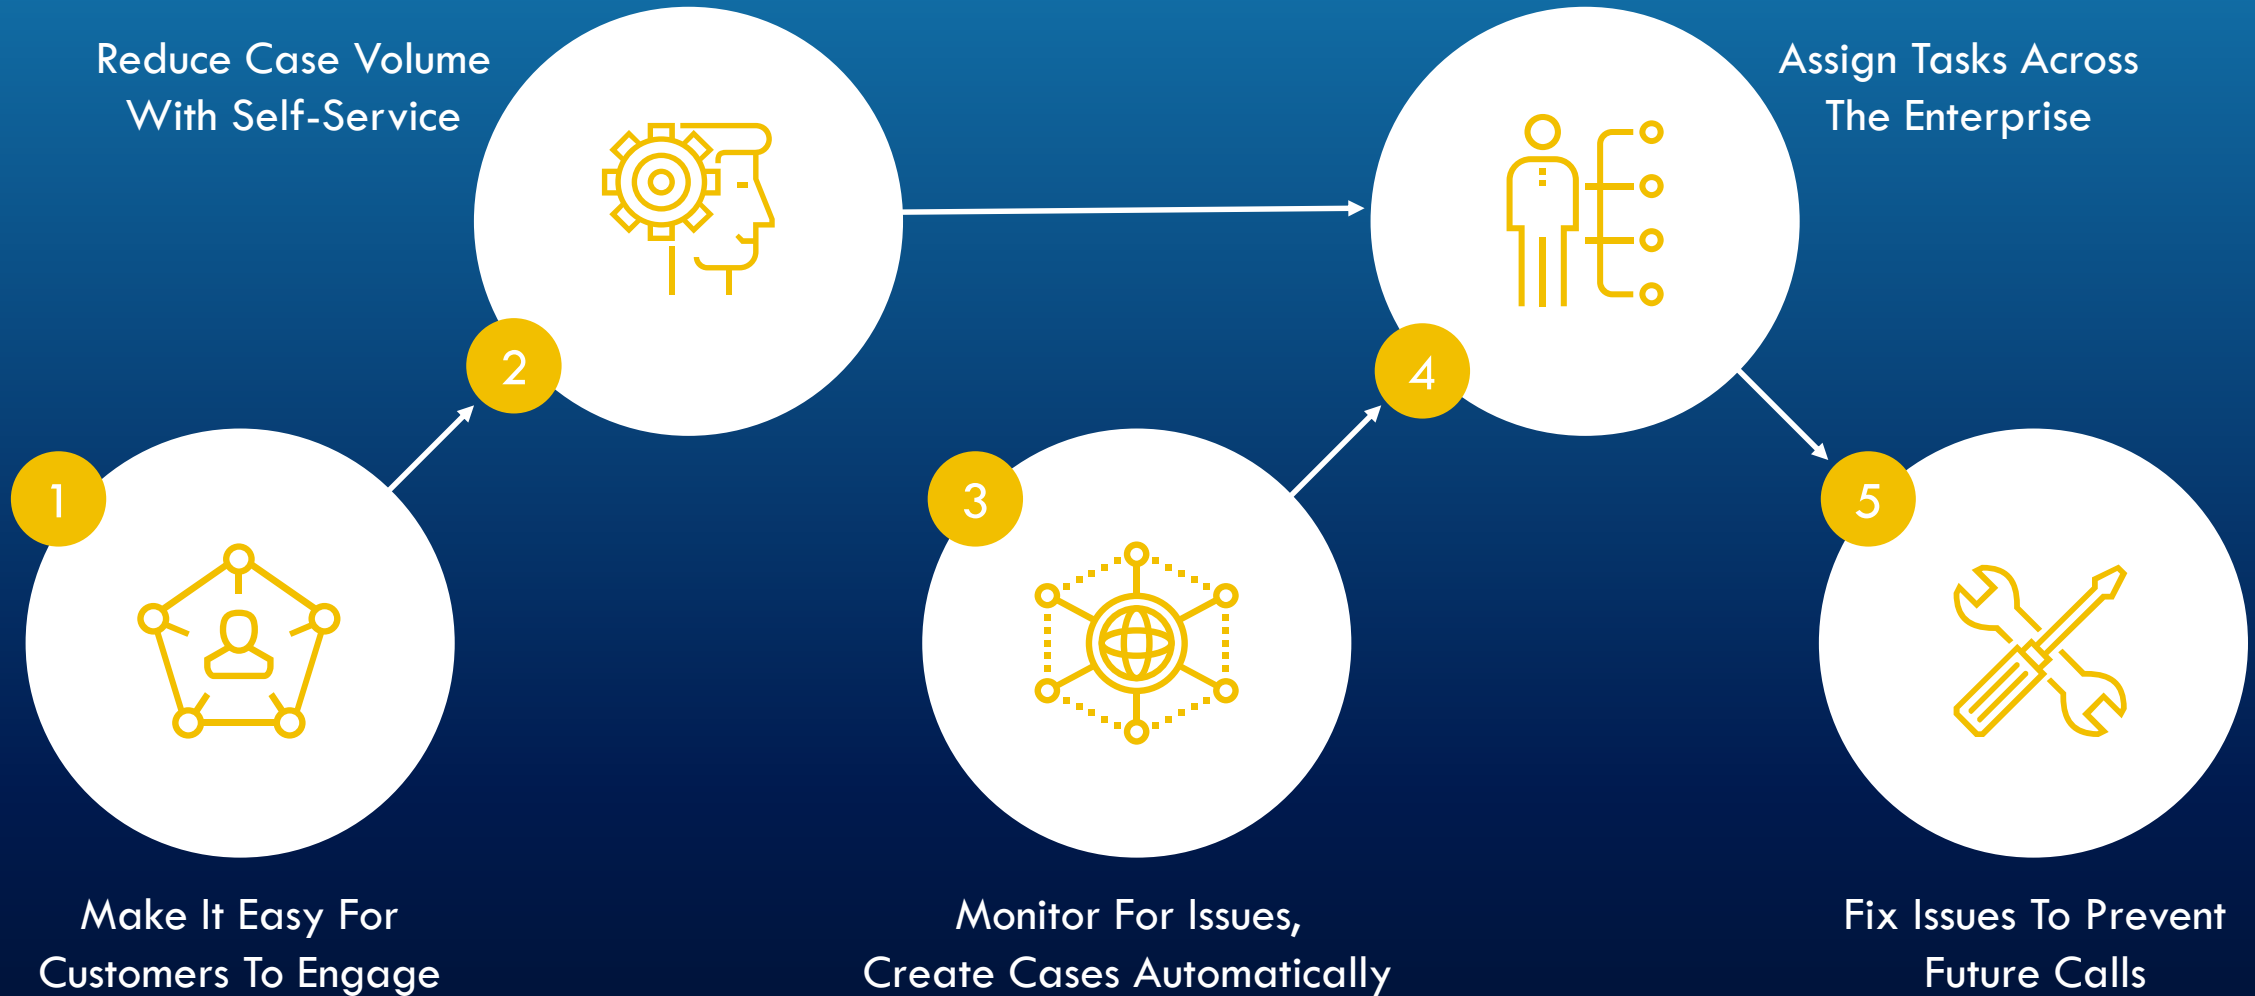 1
Make It Easy For
Customers To Engage
2
Reduce Case Volume
With Self-Service
3
Monitor For Issues,
Create Cases Automatically
4
Assign Tasks Across
The Enterprise
5
Fix Issues To Prevent
Future Calls